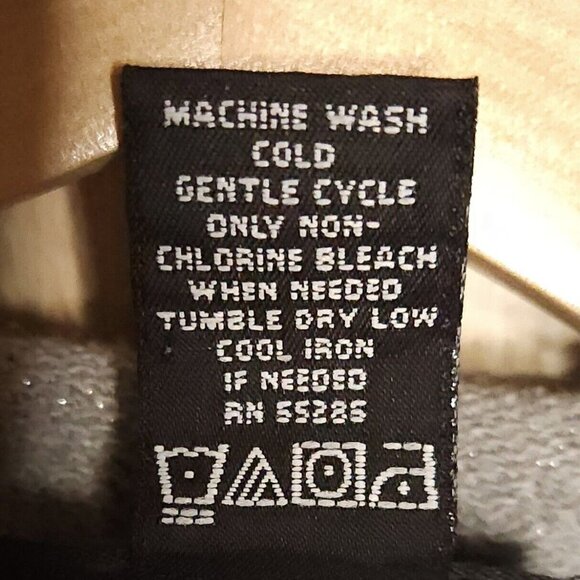 MACHINE WASH
COLD
GENTLE CYCLE
ONLY NON-
CHLORINE BLEACH
WHEN NEEDED
TUMBLE DRY LOW
COOL IRON
IF NEEDED
RN 55285